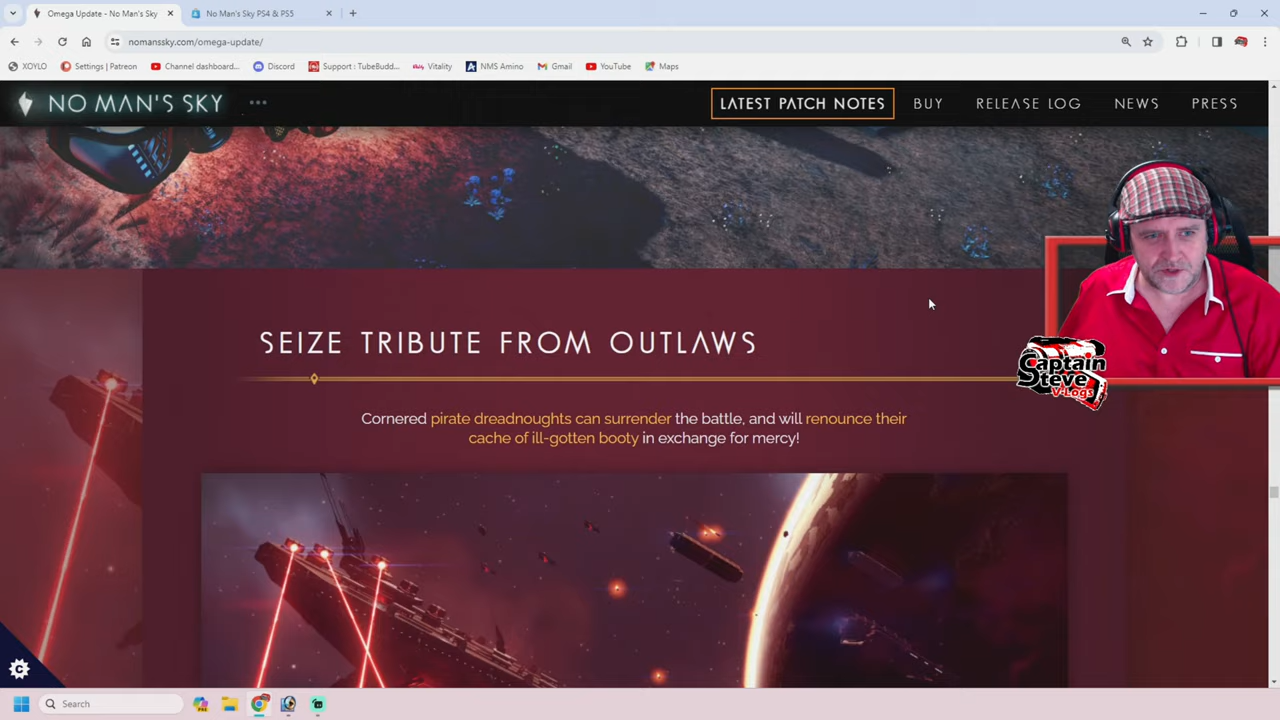 Omega Update - No Man's Sky
No Man's Sky PS4 & PS5
nomanssky.com/omega-update/
XOYLO
Settings | Patreon
Channel dashboard...
Discord
Support : TubeBudd...
Vitality
NMS Amino
Gmail
YouTube
Maps
NO MAN'S SKY
LATEST PATCH NOTES
BUY
RELEASE LOG
NEWS
PRESS
SEIZE TRIBUTE FROM OUTLAWS
Cornered pirate dreadnoughts can surrender the battle, and will renounce their
cache of ill-gotten booty in exchange for mercy!
Captain
Steve
V-Logs
C
Search